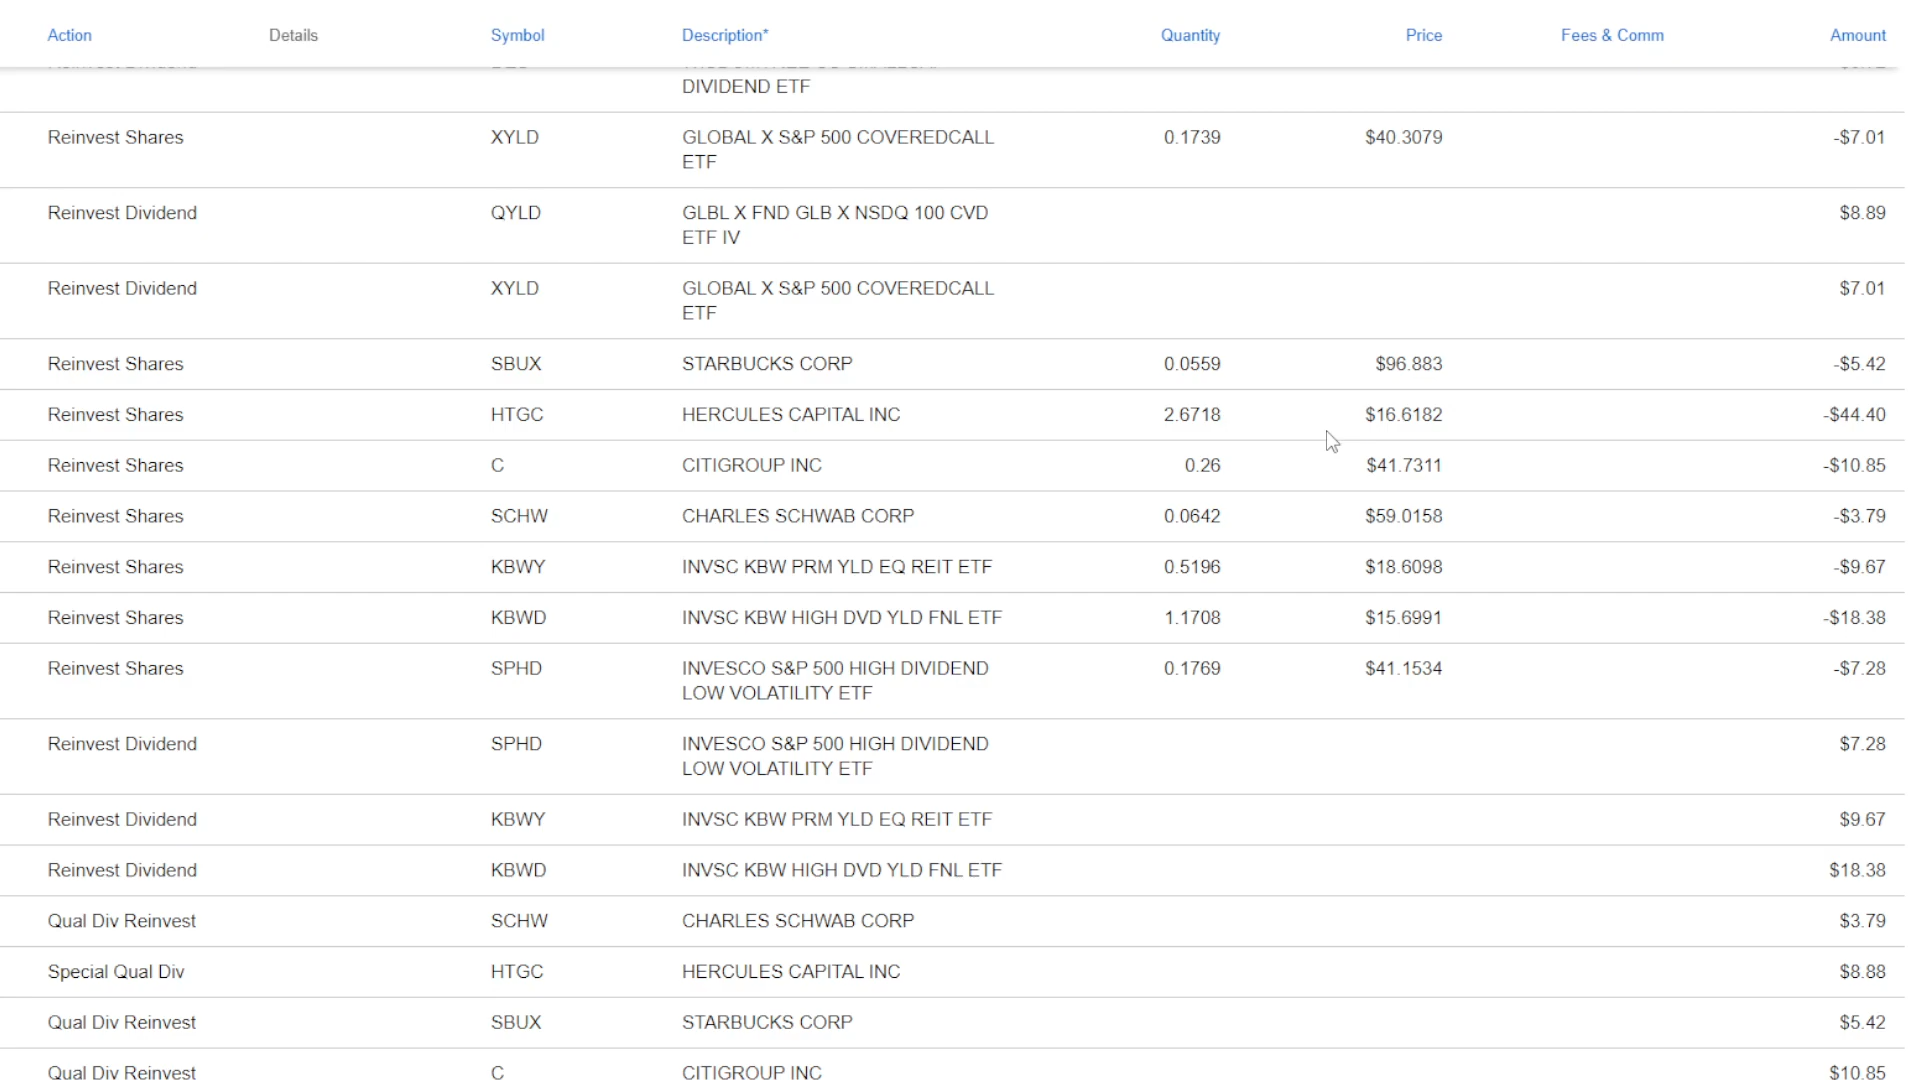 Action Details Symbol Description* Quantity Price Fees & Comm Amount
DIVIDEND ETF
Reinvest Shares XYLD GLOBAL X S&P 500 COVEREDCALL 0.1739 $40.3079 -$7.01
ETF
Reinvest Dividend QYLD GLBL X FND GLB X NSDQ 100 CVD $8.89
ETF IV
Reinvest Dividend XYLD GLOBAL X S&P 500 COVEREDCALL $7.01
ETF
Reinvest Shares SBUX STARBUCKS CORP 0.0559 $96.883 -$5.42
Reinvest Shares HTGC HERCULES CAPITAL INC 2.6718 $16.6182 -$44.40
Reinvest Shares C CITIGROUP INC 0.26 $41.7311 -$10.85
Reinvest Shares SCHW CHARLES SCHWAB CORP 0.0642 $59.0158 -$3.79
Reinvest Shares KBWY INVSC KBW PRM YLD EQ REIT ETF 0.5196 $18.6098 -$9.67
Reinvest Shares KBWD INVSC KBW HIGH DVD YLD FNL ETF 1.1708 $15.6991 -$18.38
Reinvest Shares SPHD INVESCO S&P 500 HIGH DIVIDEND 0.1769 $41.1534 -$7.28
LOW VOLATILITY ETF
Reinvest Dividend SPHD INVESCO S&P 500 HIGH DIVIDEND $7.28
LOW VOLATILITY ETF
Reinvest Dividend KBWY INVSC KBW PRM YLD EQ REIT ETF $9.67
Reinvest Dividend KBWD INVSC KBW HIGH DVD YLD FNL ETF $18.38
Qual Div Reinvest SCHW CHARLES SCHWAB CORP $3.79
Special Qual Div HTGC HERCULES CAPITAL INC $8.88
Qual Div Reinvest SBUX STARBUCKS CORP $5.42
Qual Div Reinvest C CITIGROUP INC $10.85